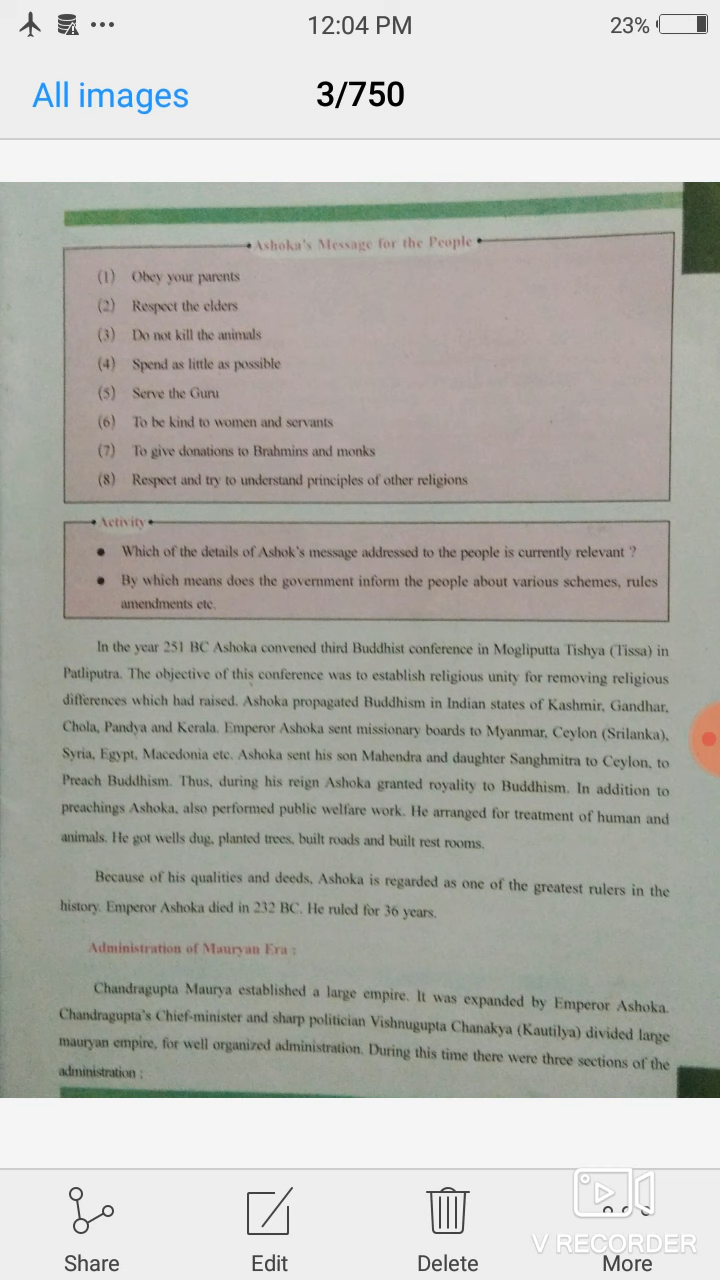 12:04 PM
23%
All images
3/750
Ashoka's Message for the People
(1) Obey your parents
(2) Respect the elders
(3) Do not kill the animals
(4) Spend as little as possible
(5) Serve the Guru
(6) To be kind to women and servants
(7) To give donations to Brahmins and monks
(8) Respect and try to understand principles of other religions
Activity
• Which of the details of Ashok's message addressed to the people is currently relevant ?
• By which means does the government inform the people about various schemes, rules
amendments etc.
In the year 251 BC Ashoka convened third Buddhist conference in Mogliputta Tishya (Tissa) in
Patliputra. The objective of this conference was to establish religious unity for removing religious
differences which had raised. Ashoka propagated Buddhism in Indian states of Kashmir, Gandhar,
Chola, Pandya and Kerala. Emperor Ashoka sent missionary boards to Myanmar, Ceylon (Srilanka),
Syria, Egypt, Macedonia etc. Ashoka sent his son Mahendra and daughter Sanghmitra to Ceylon, to
Preach Buddhism. Thus, during his reign Ashoka granted royality to Buddhism. In addition to
preachings Ashoka, also performed public welfare work. He arranged for treatment of human and
animals. He got wells dug, planted trees, built roads and built rest rooms.
Because of his qualities and deeds, Ashoka is regarded as one of the greatest rulers in the
history. Emperor Ashoka died in 232 BC. He ruled for 36 years.
Administration of Mauryan Era :
Chandragupta Maurya established a large empire. It was expanded by Emperor Ashoka.
Chandragupta's Chief-minister and sharp politician Vishnugupta Chanakya (Kautilya) divided large
mauryan empire, for well organized administration. During this time there were three sections of the
administration :
V RECORDER
Share
Edit
Delete
More